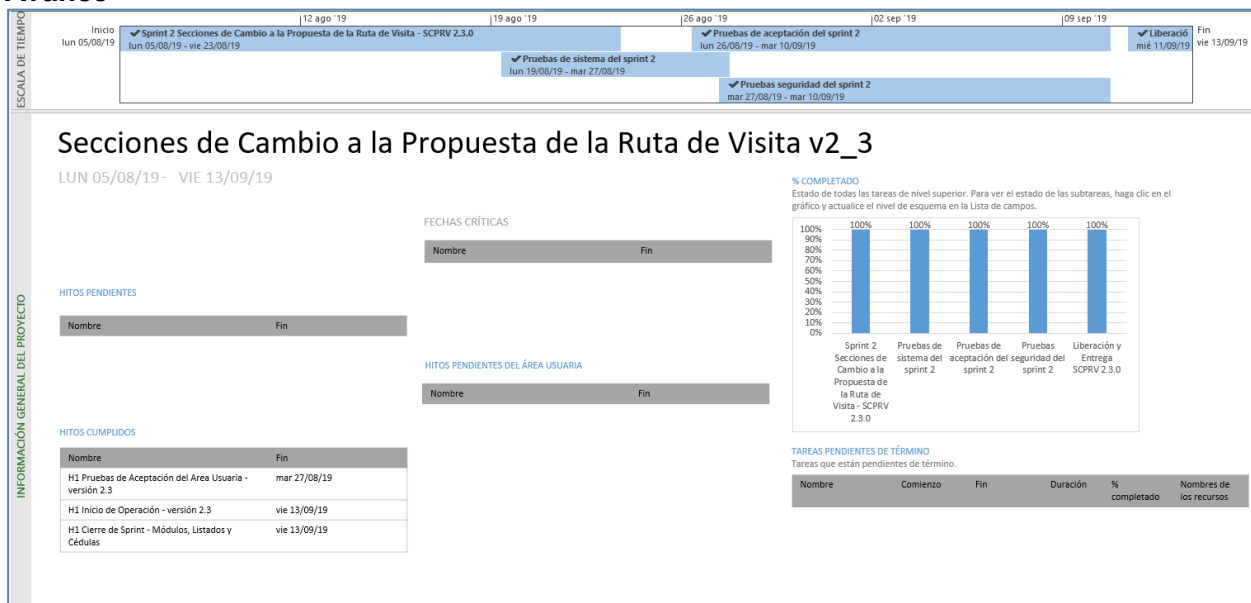 ESCALA DE TIEMPO
12 ago '19
19 ago '19
26 ago '19
02 sep '19
09 sep '19
Inicio
lun 05/08/19
✔Sprint 2 Secciones de Cambio a la Propuesta de la Ruta de Visita - SCPRV 2.3.0
lun 05/08/19 - vie 23/08/19
✔Pruebas de aceptación del sprint 2
lun 26/08/19 - mar 10/09/19
✔Liberació
mié 11/09/19
Fin
vie 13/09/19
✔Pruebas de sistema del sprint 2
lun 19/08/19 - mar 27/08/19
✔Pruebas seguridad del sprint 2
mar 27/08/19 - mar 10/09/19
INFORMACIÓN GENERAL DEL PROYECTO
Secciones de Cambio a la Propuesta de la Ruta de Visita v2_3
LUN 05/08/19 - VIE 13/09/19
FECHAS CRÍTICAS
Nombre Fin
HITOS PENDIENTES
Nombre Fin
HITOS PENDIENTES DEL ÁREA USUARIA
Nombre Fin
HITOS CUMPLIDOS
Nombre Fin
H1 Pruebas de Aceptación del Area Usuaria - mar 27/08/19
versión 2.3
H1 Inicio de Operación - versión 2.3 vie 13/09/19
H1 Cierre de Sprint - Módulos, Listados y vie 13/09/19
Cédulas
% COMPLETADO
Estado de todas las tareas de nivel superior. Para ver el estado de las subtareas, haga clic en el
gráfico y actualice el nivel de esquema en la Lista de campos.
100% 100% 100% 100% 100%
100%
90%
80%
70%
60%
50%
40%
30%
20%
10%
0%
Sprint 2
Secciones de
Cambio a la
Propuesta de
la Ruta de
Visita - SCPRV
2.3.0
Pruebas de
sistema del
sprint 2
Pruebas de
aceptación del
sprint 2
Pruebas
seguridad del
sprint 2
Liberación y
Entrega
SCPRV 2.3.0
TAREAS PENDIENTES DE TÉRMINO
Tareas que están pendientes de término.
Nombre Comienzo Fin Duración % completado Nombres de los recursos